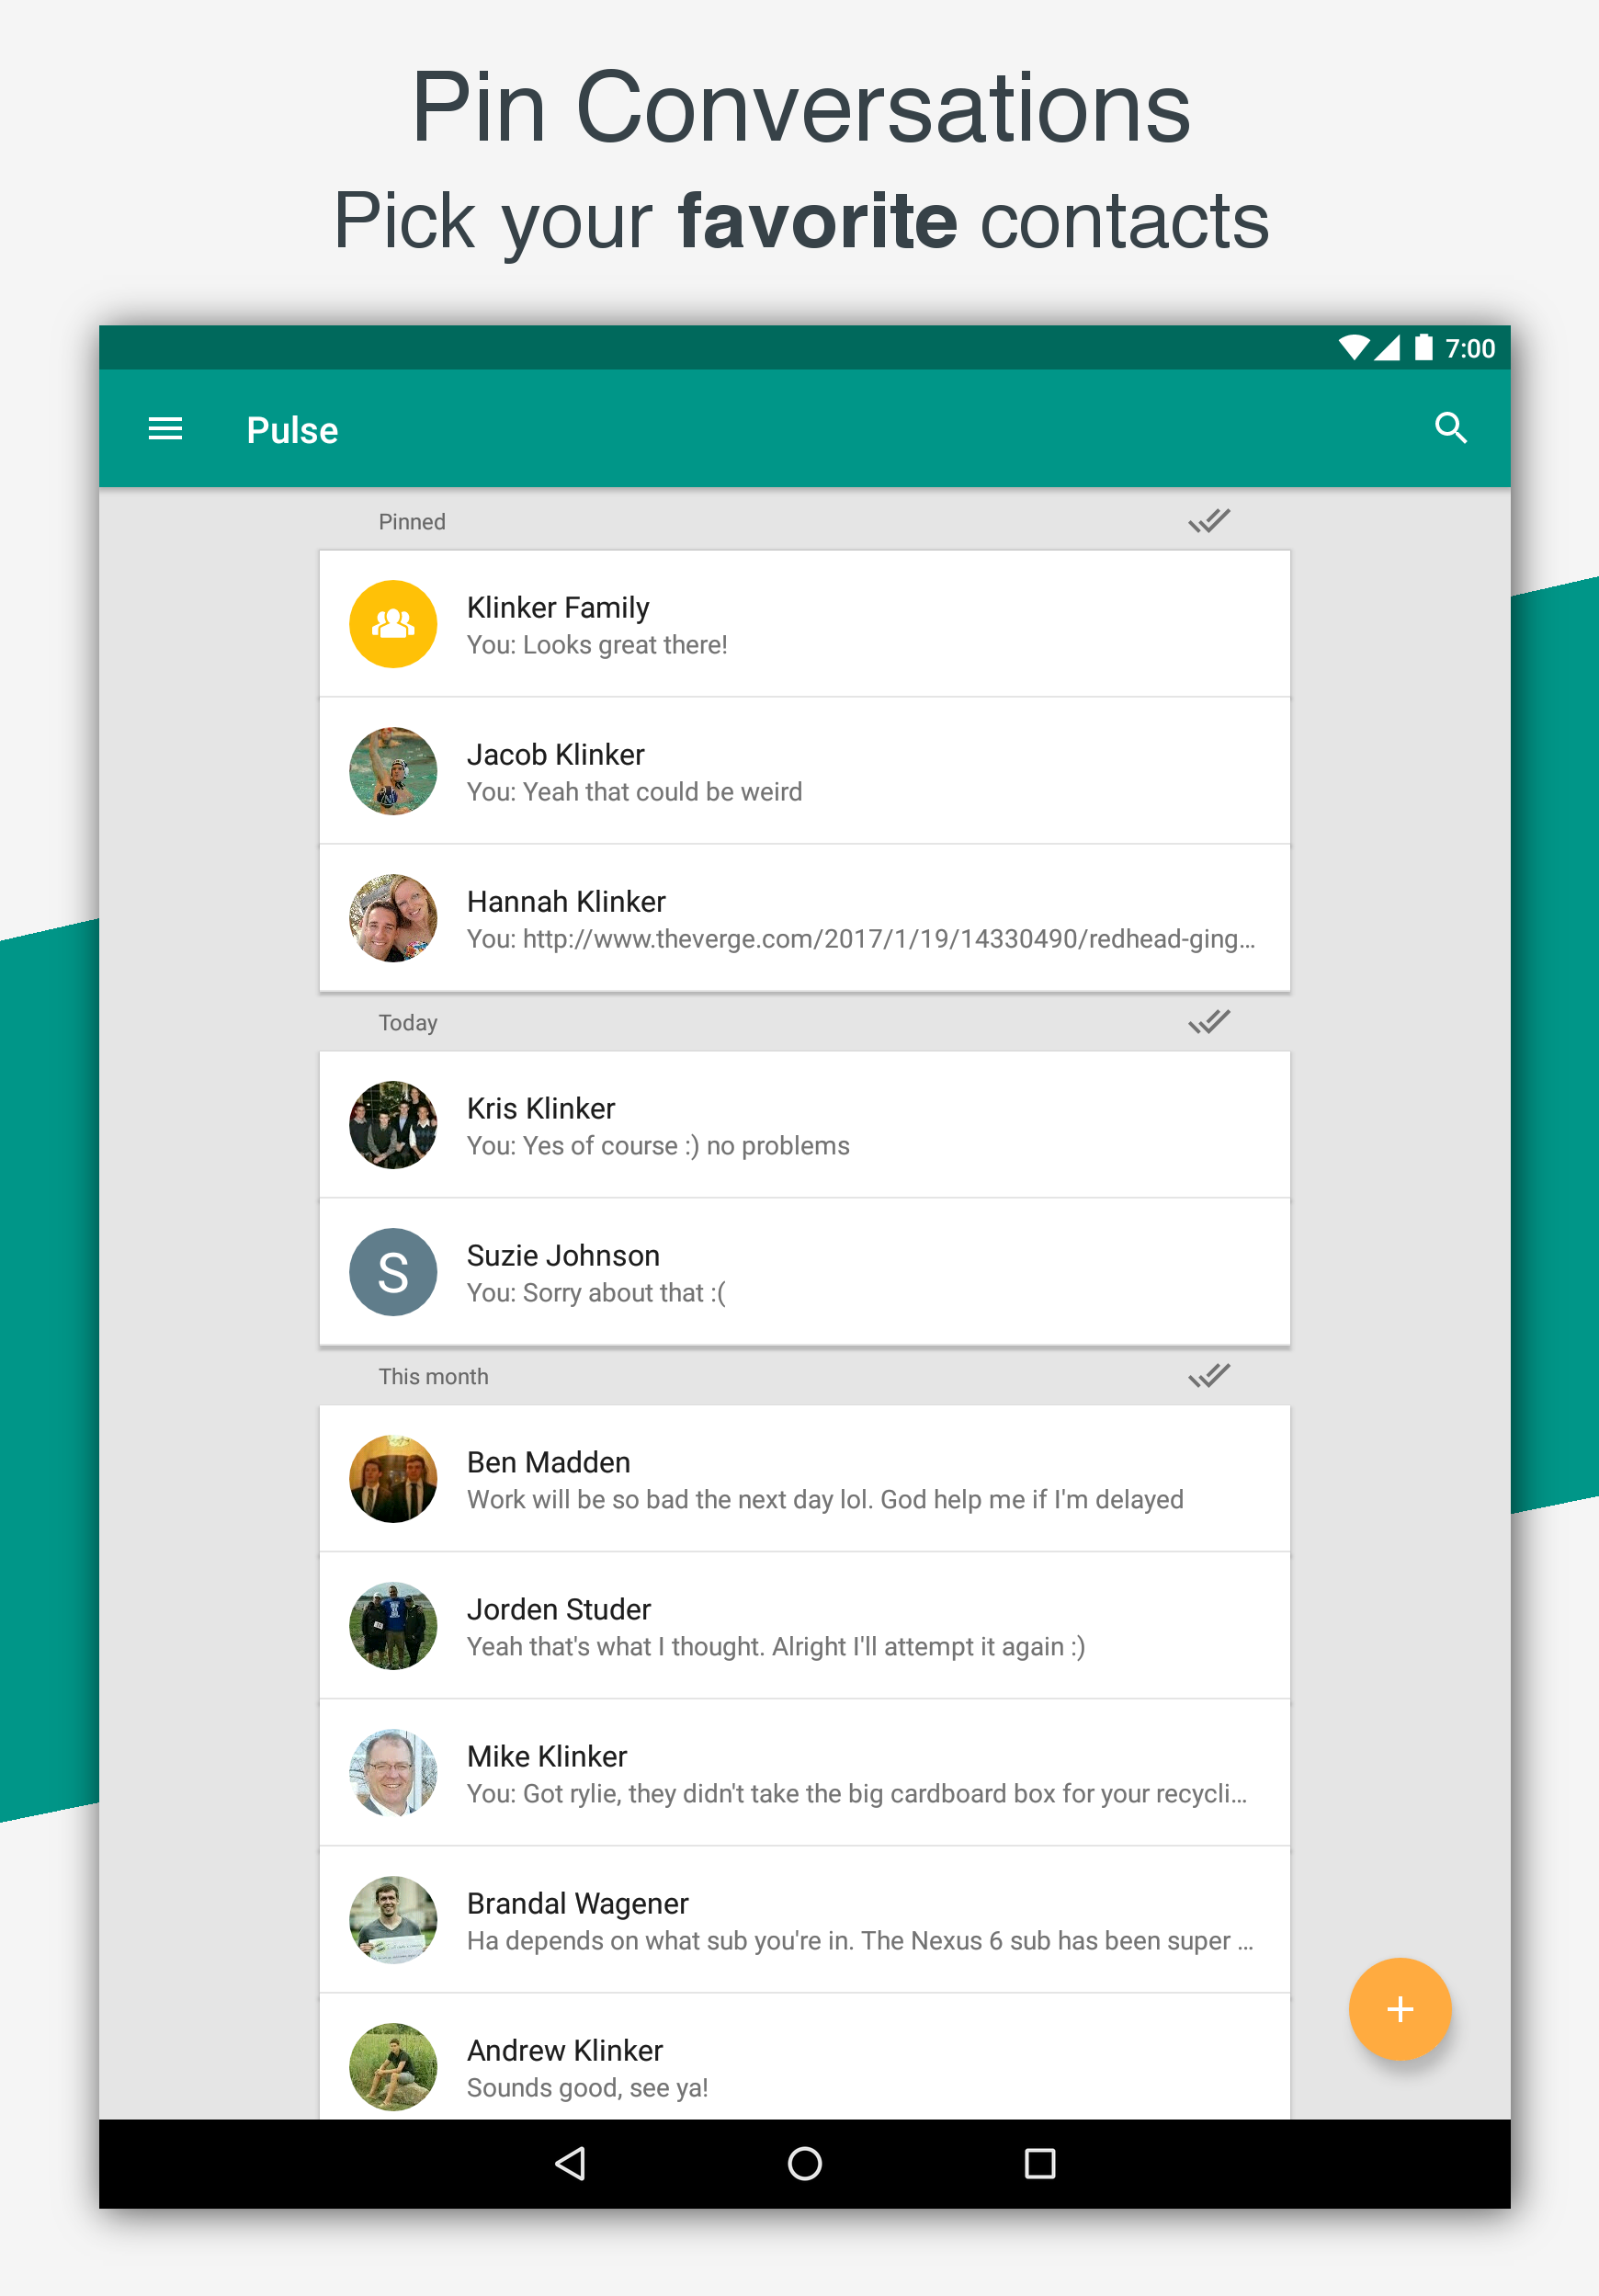 Pin Conversations
Pick your favorite contacts
7:00
Pulse
Pinned
Klinker Family
You: Looks great there!
Jacob Klinker
You: Yeah that could be weird
Hannah Klinker
You: http://www.theverge.com/2017/1/19/14330490/redhead-ging...
Today
Kris Klinker
You: Yes of course :) no problems
S
Suzie Johnson
You: Sorry about that :(
This month
Ben Madden
Work will be so bad the next day lol. God help me if I'm delayed
Jorden Studer
Yeah that's what I thought. Alright I'll attempt it again :)
Mike Klinker
You: Got rylie, they didn't take the big cardboard box for your recycli...
Brandal Wagener
Ha depends on what sub you're in. The Nexus 6 sub has been super ...
Andrew Klinker
Sounds good, see ya!